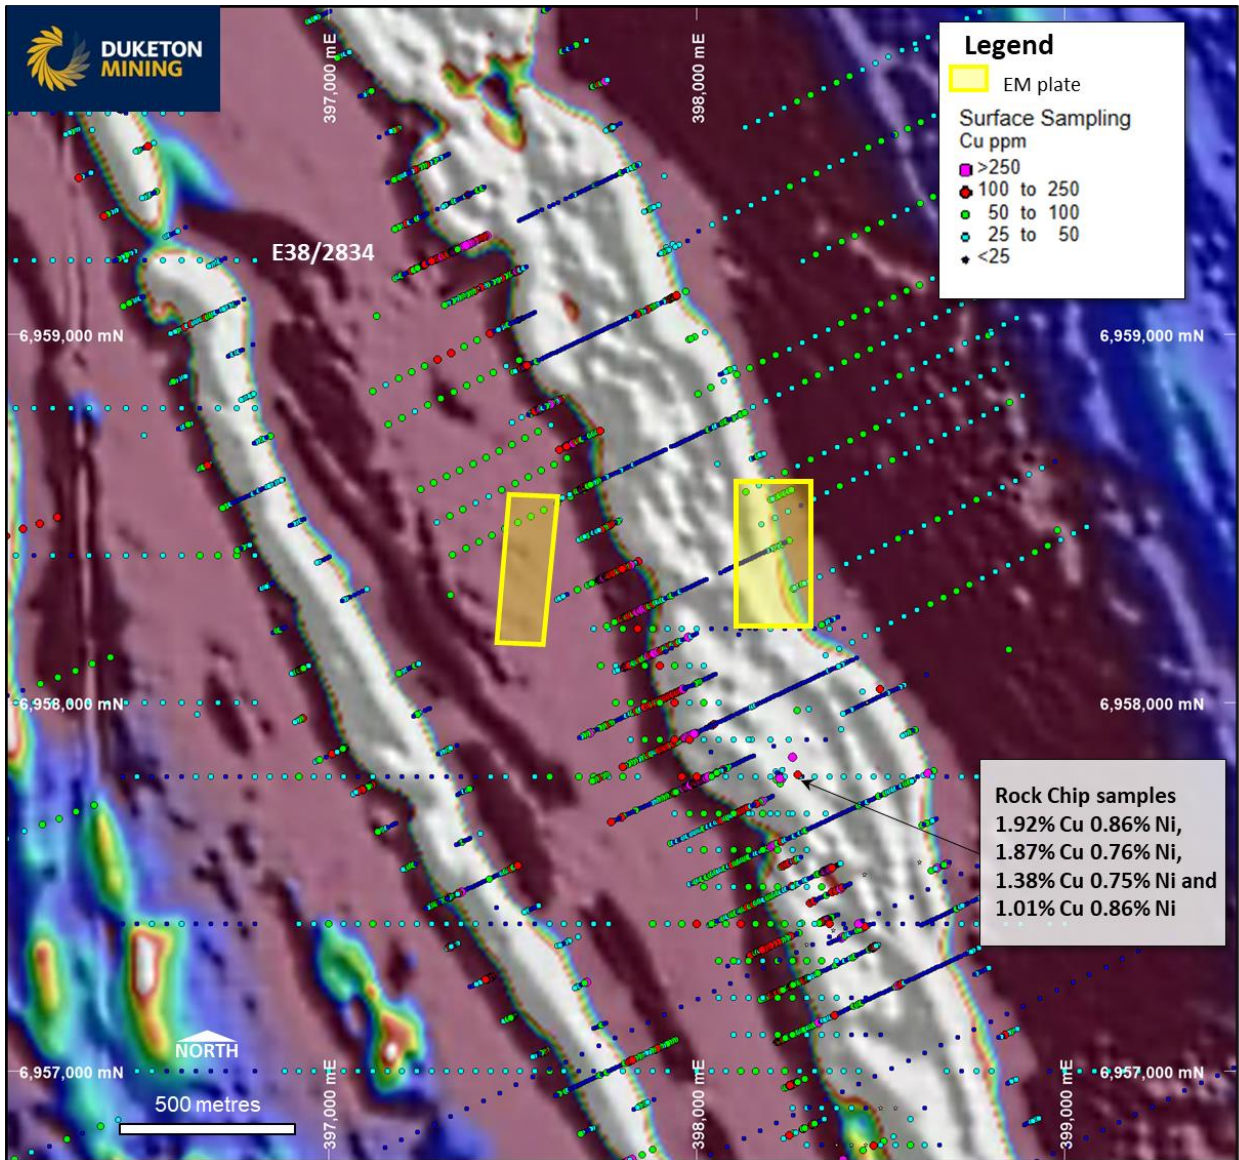 DUKETON
MINING
397,000 mE
398,000 mE
Legend
EM plate
Surface Sampling
Cu ppm
>250
100 to 250
50 to 100
25 to 50
<25
E38/2834
6,959,000 mN
6,959,000 mN
6,958,000 mN
6,958,000 mN
Rock Chip samples
1.92% Cu 0.86% Ni,
1.87% Cu 0.76% Ni,
1.38% Cu 0.75% Ni and
1.01% Cu 0.86% Ni
NORTH
6,957,000 mN
6,957,000 mN
500 metres
397,000 mE
398,000 mE
399,000 mE